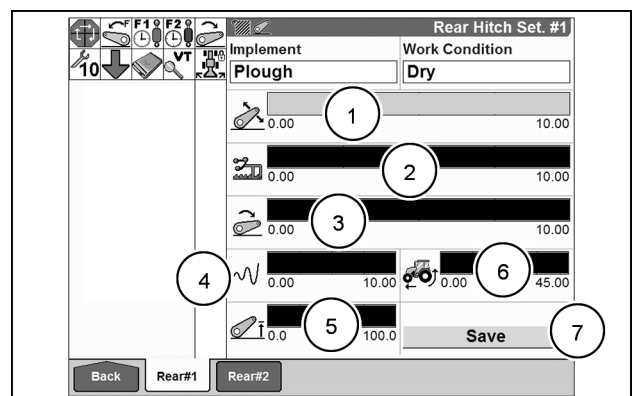 F F1 F2
Rear Hitch Set. #1
10 VT
Implement Work Condition
Plough Dry
1
0.00 10.00
2
0.00 10.00
3
0.00 10.00
4 6
0.00 10.00 0.00 45.00
5 7
0.0 100.0 Save
Back Rear#1 Rear#2